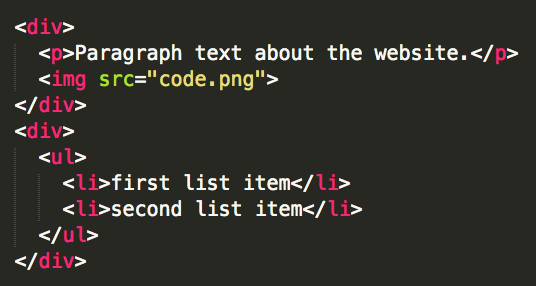 <div>
  <p>Paragraph text about the website.</p>
  <img src="code.png">
</div>
<div>
  <ul>
    <li>first list item</li>
    <li>second list item</li>
  </ul>
</div>